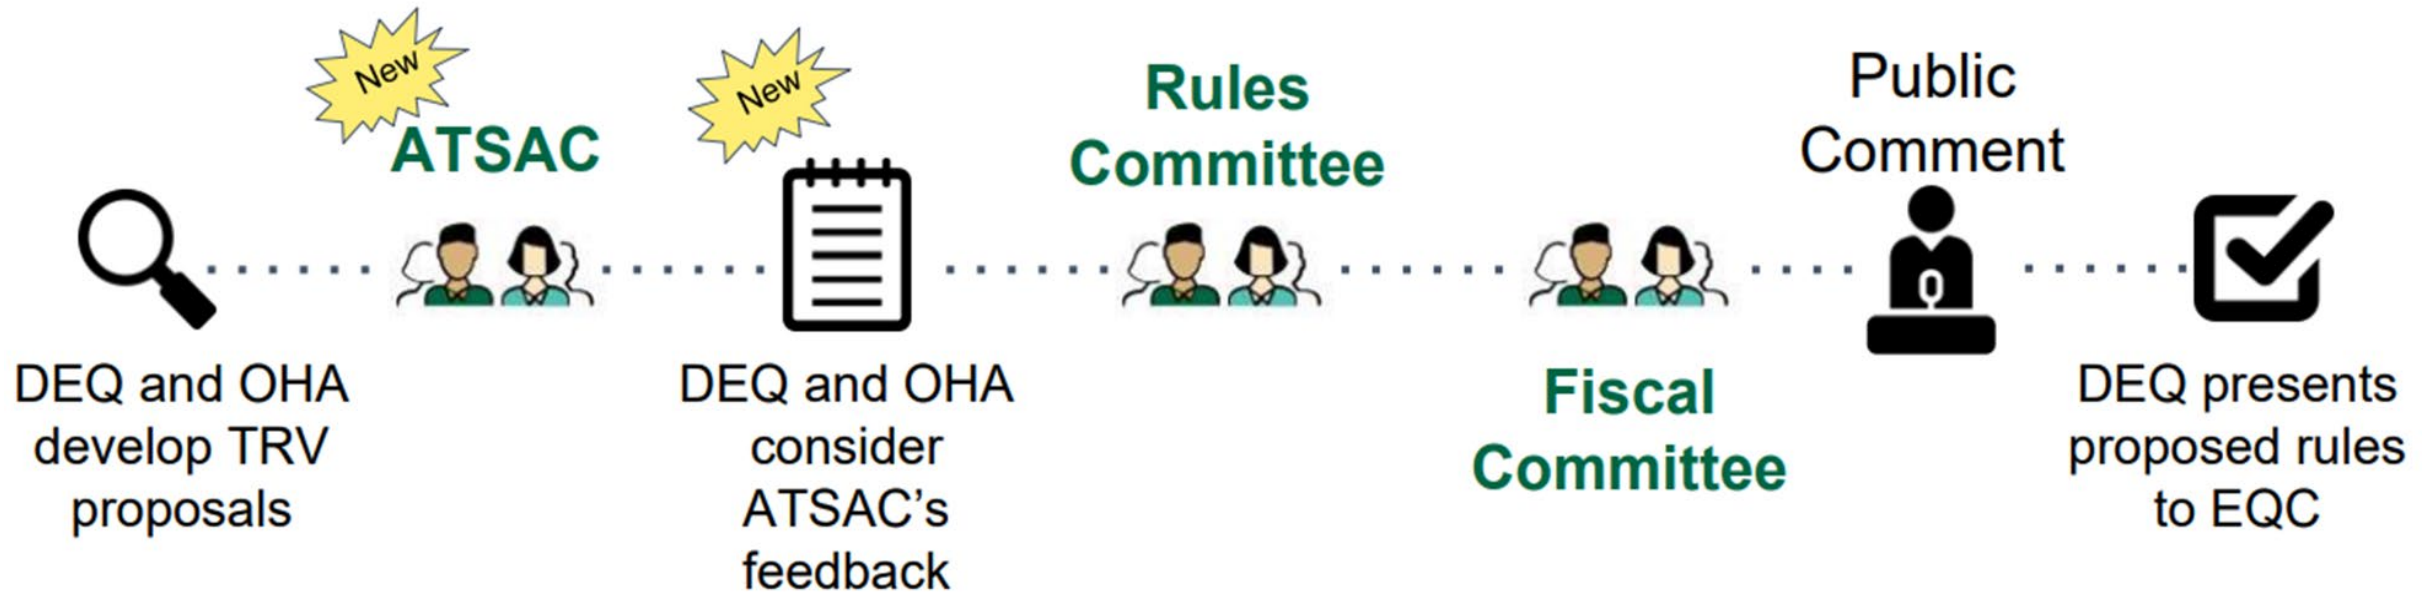 New
ATSAC
New
Rules
Committee
Public
Comment
DEQ and OHA
develop TRV
proposals
DEQ and OHA
consider
ATSAC’s
feedback
Fiscal
Committee
DEQ presents
proposed rules
to EQC